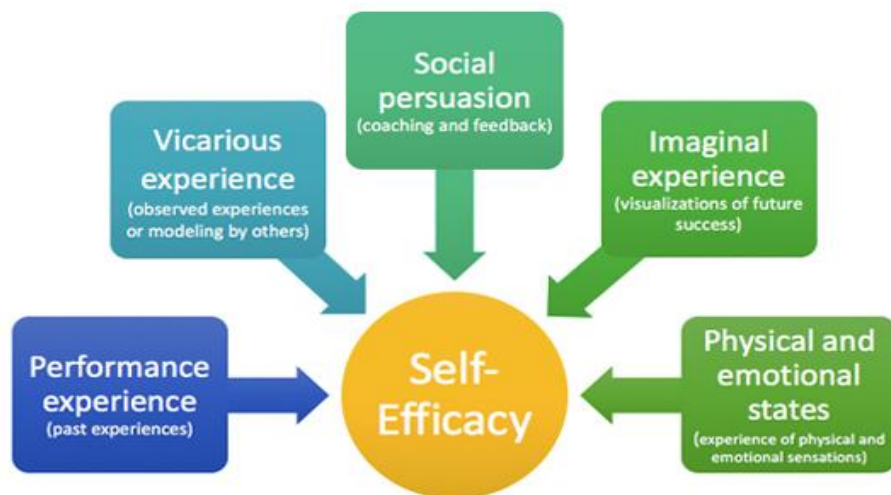 Social
persuasion
(coaching and feedback)
Vicarious
experience
(observed experiences
or modeling by others)
Imaginal
experience
(visualizations of future
success)
Performance
experience
(past experiences)
Self-
Efficacy
Physical and
emotional
states
(experience of physical and
emotional sensations)